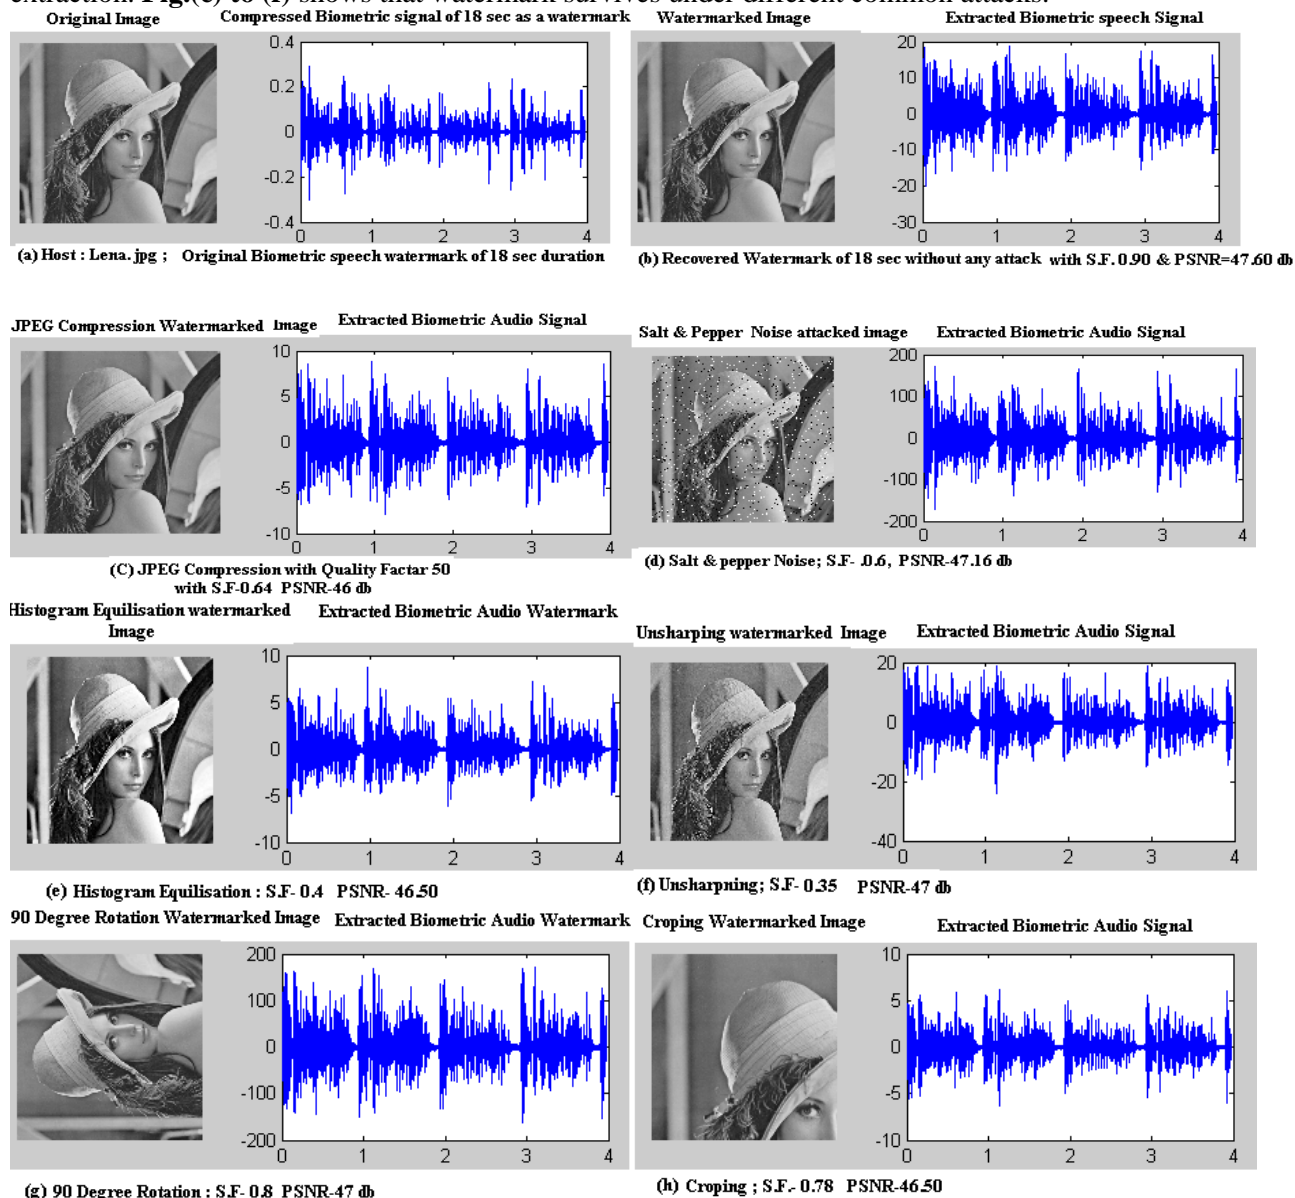 extraction. Fig.(c) to (f) shows that watermark survives under different common attacks.
Original Image
Compressed Biometric signal of 18 sec as a watermark
Watermarked Image
Extracted Biometric speech Signal
0.4
0.2
0
-0.2
-0.4
0 1 2 3 4
20
10
0
-10
-20
-30
0 1 2 3 4
(a) Host : Lena.jpg ; Original Biometric speech watermark of 18 sec duration
(b) Recovered Watermark of 18 sec without any attack with S.F. 0.90 & PSNR=47.60 db
JPEG Compression Watermarked Image
Extracted Biometric Audio Signal
Salt & Pepper Noise attacked image
Extracted Biometric Audio Signal
10
5
0
-5
-10
0 1 2 3 4
200
100
0
-100
-200
0 1 2 3 4
(C) JPEG Compression with Quality Factar 50
with S.F-0.64 PSNR-46 db
(d) Salt & pepper Noise; S.F- .0.6, PSNR-47.16 db
Histogram Equilisation watermarked
Image
Extracted Biometric Audio Watermark
Unsharping watermarked Image
Extracted Biometric Audio Signal
10
5
0
-5
-10
0 1 2 3 4
20
0
-20
-40
0 1 2 3 4
(e) Histogram Equilisation : S.F- 0.4 PSNR- 46.50
(f) Unsharpning; S.F- 0.35 PSNR-47 db
90 Degree Rotation Watermarked Image
Extracted Biometric Audio Watermark
Croping Watermarked Image
Extracted Biometric Audio Signal
200
100
0
-100
-200
0 1 2 3 4
10
5
0
-5
-10
0 1 2 3 4
(g) 90 Degree Rotation : S.F- 0.8 PSNR-47 db
(h) Croping ; S.F.- 0.78 PSNR-46.50